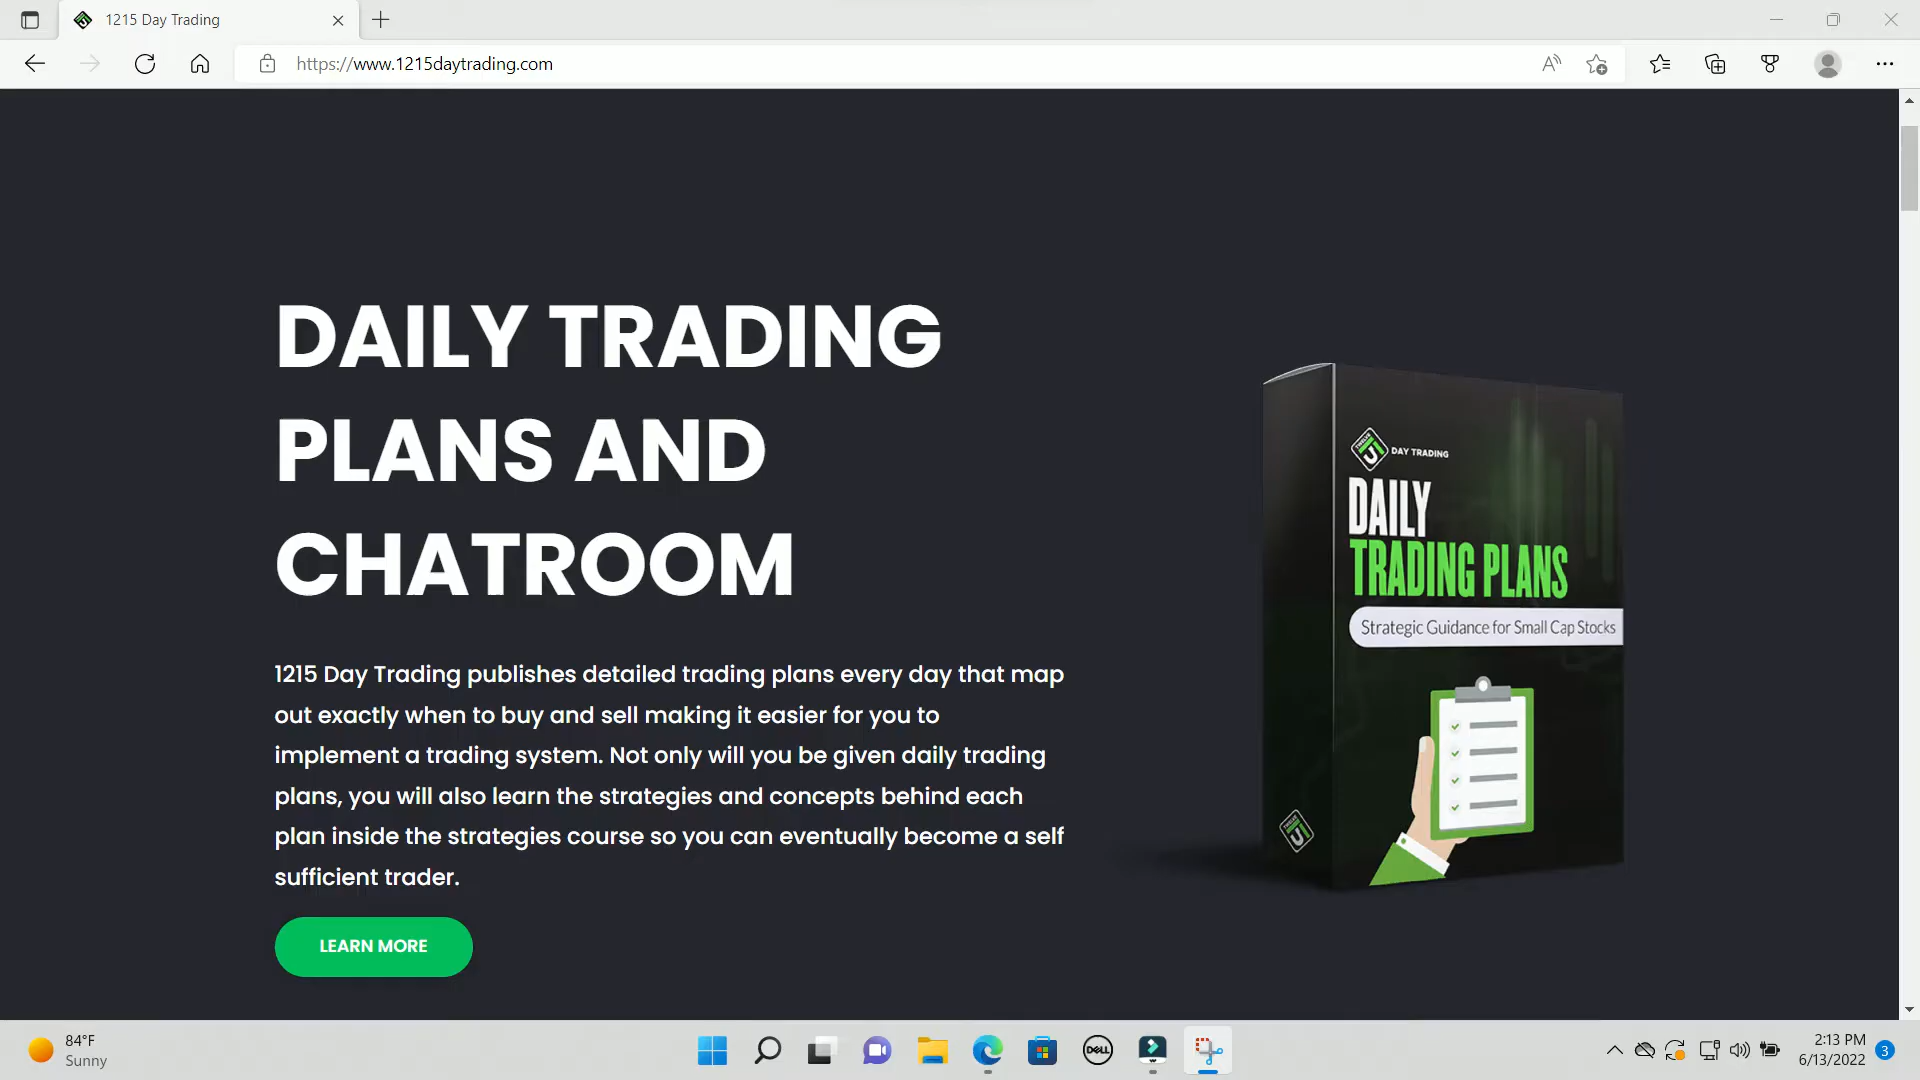 1215 Day Trading
https://www.1215daytrading.com
DAILY TRADING
PLANS AND
CHATROOM
1215 Day Trading publishes detailed trading plans every day that map
out exactly when to buy and sell making it easier for you to
implement a trading system. Not only will you be given daily trading
plans, you will also learn the strategies and concepts behind each
plan inside the strategies course so you can eventually become a self
sufficient trader.
LEARN MORE
TWELVE
DAY TRADING
DAILY
TRADING PLANS
Strategic Guidance for Small Cap Stocks
84°F
Sunny
DELL
2:13 PM
6/13/2022
3